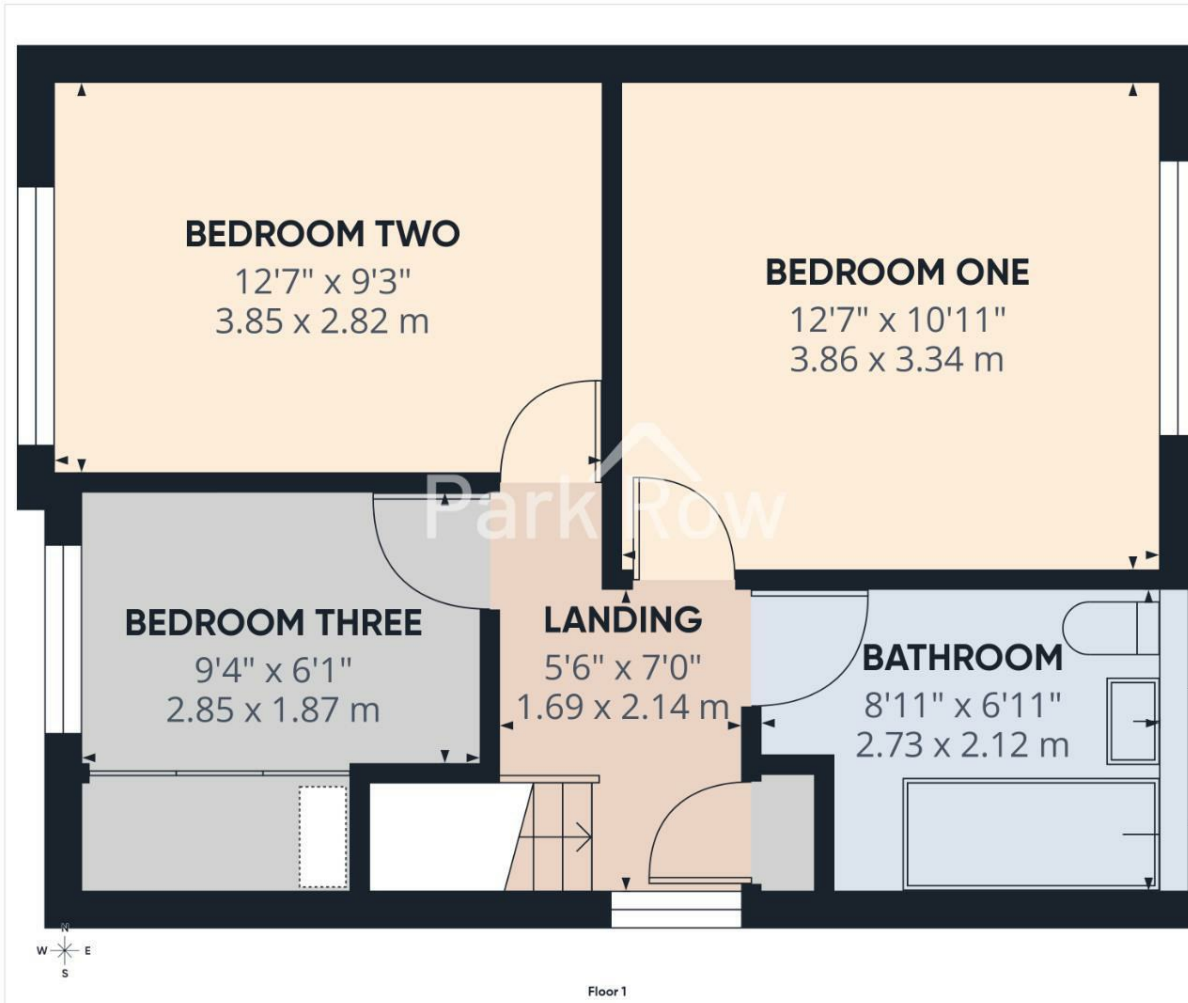 BEDROOM TWO
12'7" x 9'3"
3.85 x 2.82 m
BEDROOM ONE
12'7" x 10'11"
3.86 x 3.34 m
Park Row
BEDROOM THREE
9'4" x 6'1"
2.85 x 1.87 m
LANDING
5'6" x 7'0"
1.69 x 2.14 m
BATHROOM
8'11" x 6'11"
2.73 x 2.12 m
N
W E
S
Floor 1